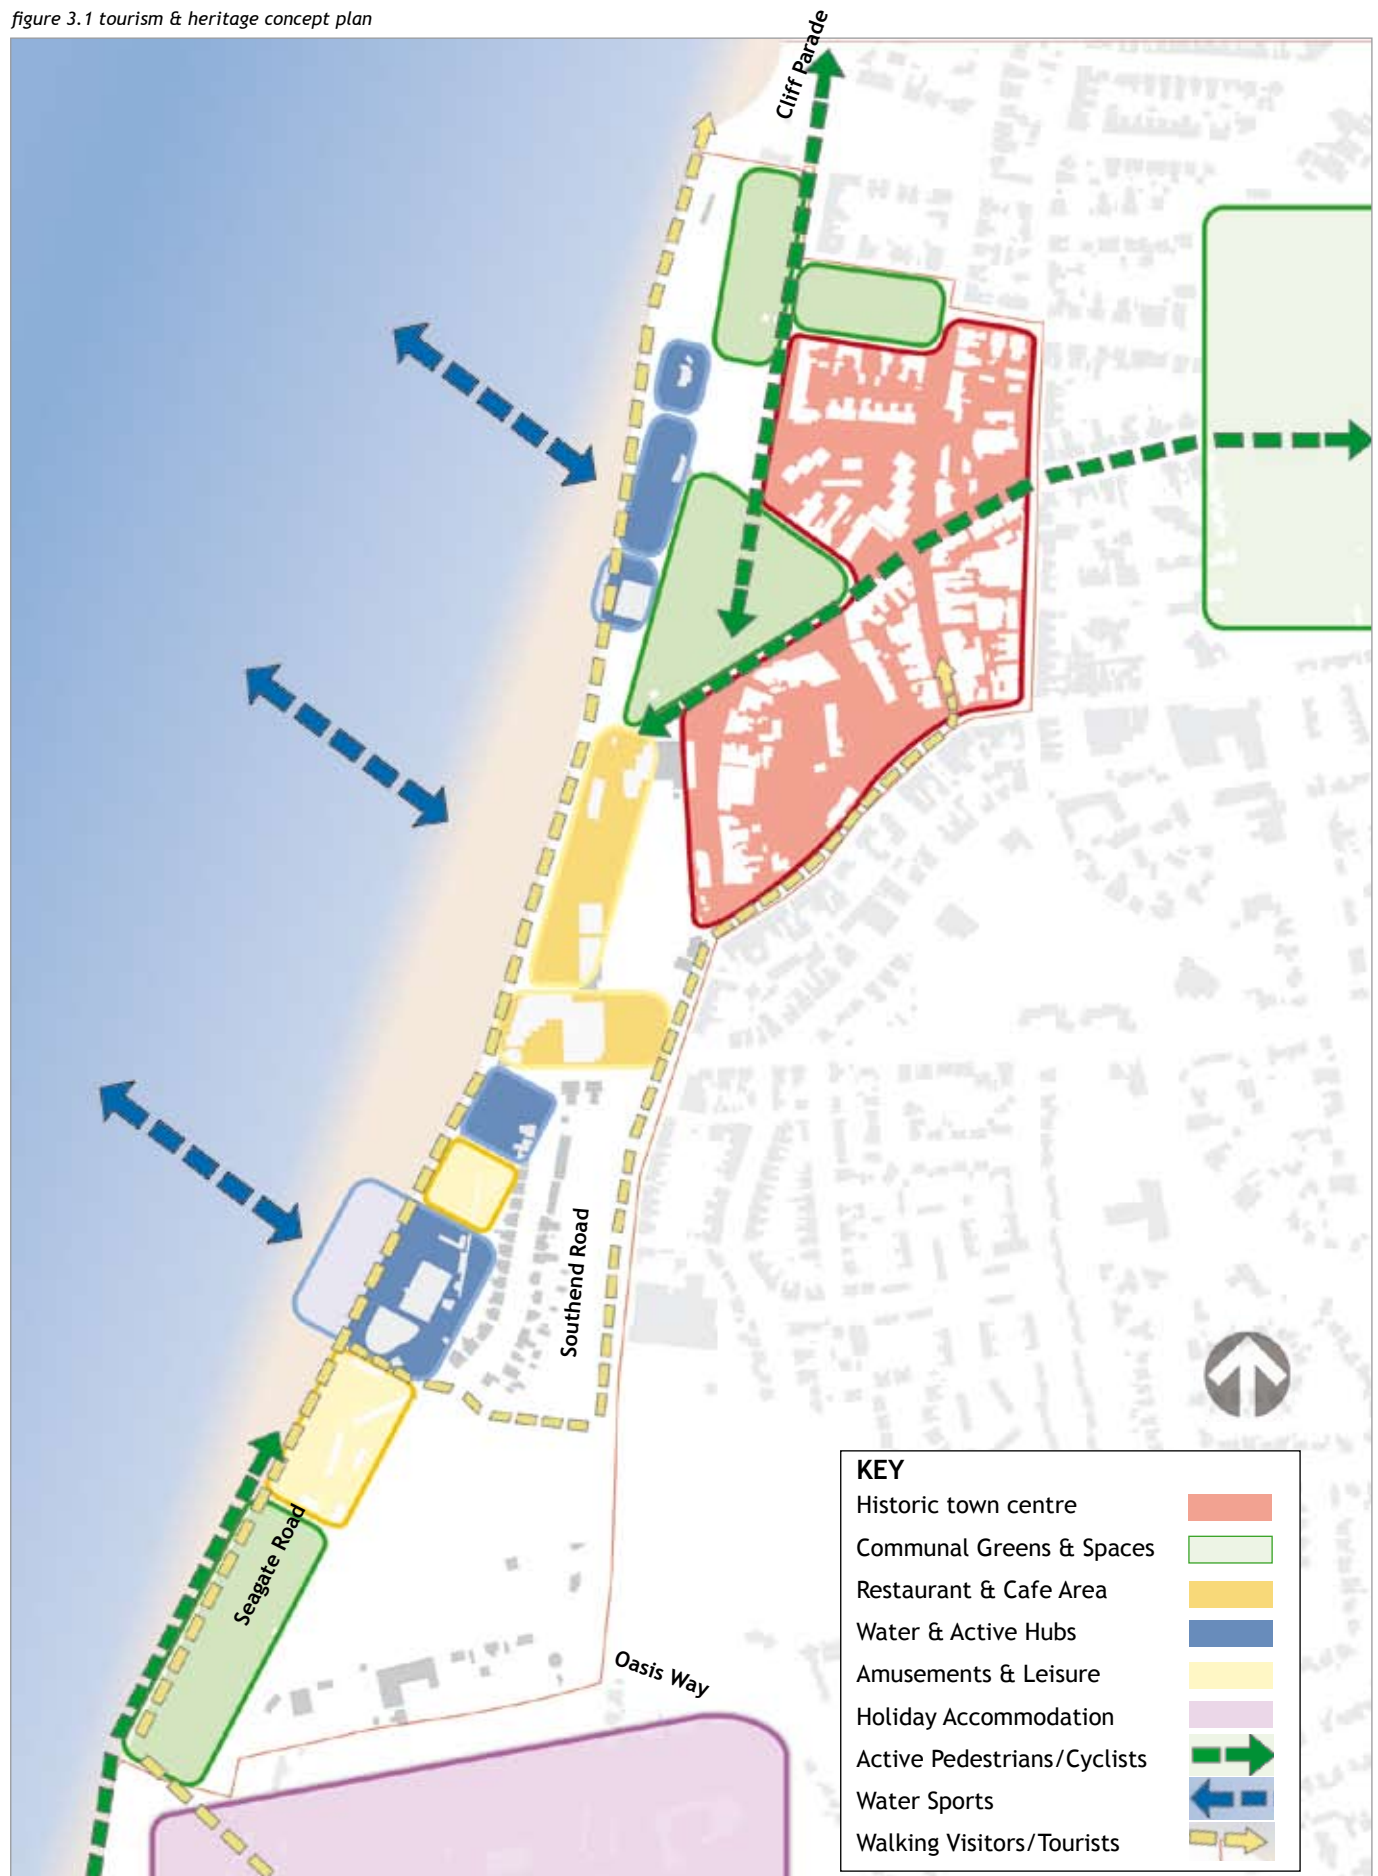 figure 3.1 tourism & heritage concept plan
Cliff Parade
Southend Road
Seagate Road
Oasis Way
KEY
Historic town centre
Communal Greens & Spaces
Restaurant & Cafe Area
Water & Active Hubs
Amusements & Leisure
Holiday Accommodation
Active Pedestrians/Cyclists
Water Sports
Walking Visitors/Tourists